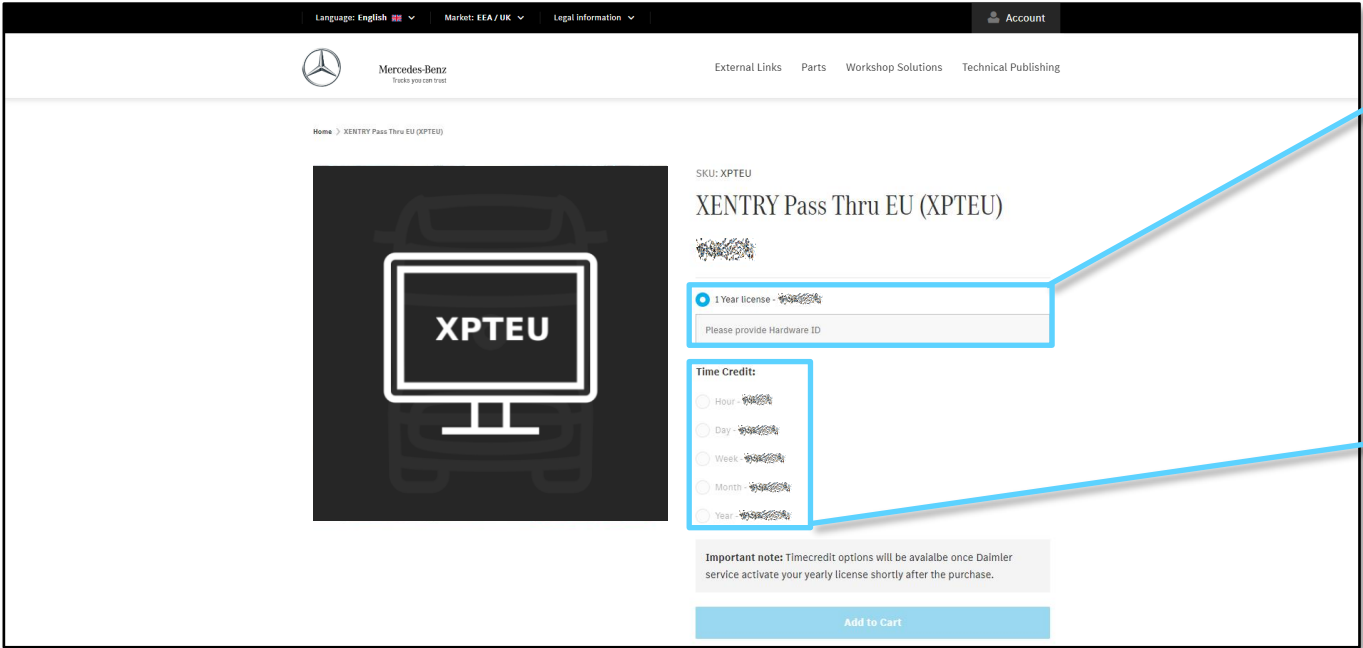 Language: English
Market: EEA / UK
Legal information
Account
Mercedes-Benz
Trucks you can trust
External Links
Parts
Workshop Solutions
Technical Publishing
Home > XENTRY Pass Thru EU (XPTEU)
XPTEU
SKU: XPTEU
XENTRY Pass Thru EU (XPTEU)
1 Year license -
Please provide Hardware ID
Time Credit:
Hour -
Day -
Week -
Month -
Year -
Important note: Timecredit options will be avaialbe once Daimler
service activate your yearly license shortly after the purchase.
Add to Cart